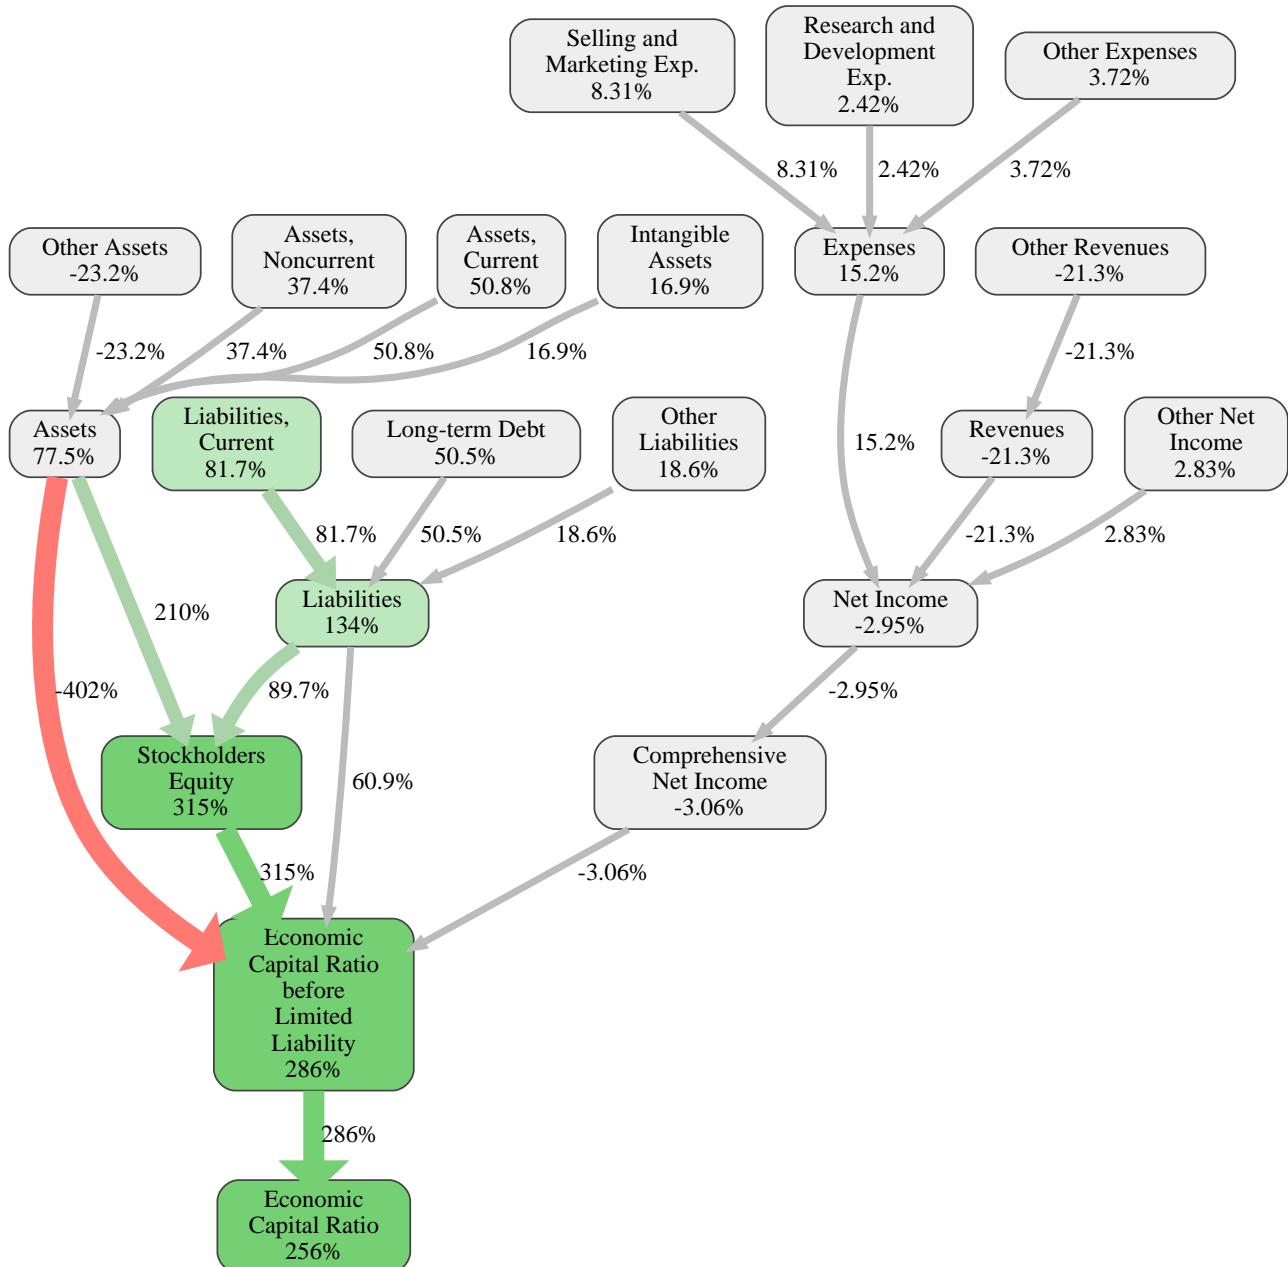 Selling and
Marketing Exp.
8.31%
Research and
Development
Exp.
2.42%
Other Expenses
3.72%
8.31%
2.42%
3.72%
Other Assets
-23.2%
Assets,
Noncurrent
37.4%
Assets,
Current
50.8%
Intangible
Assets
16.9%
Expenses
15.2%
Other Revenues
-21.3%
-23.2%
37.4%
50.8%
16.9%
-21.3%
Assets
77.5%
Liabilities,
Current
81.7%
Long-term Debt
50.5%
Other
Liabilities
18.6%
15.2%
Revenues
-21.3%
Other Net
Income
2.83%
81.7%
50.5%
18.6%
-21.3%
2.83%
210%
Liabilities
134%
Net Income
-2.95%
-402%
89.7%
-2.95%
Stockholders
Equity
315%
60.9%
Comprehensive
Net Income
-3.06%
315%
-3.06%
Economic
Capital Ratio
before
Limited
Liability
286%
286%
Economic
Capital Ratio
256%